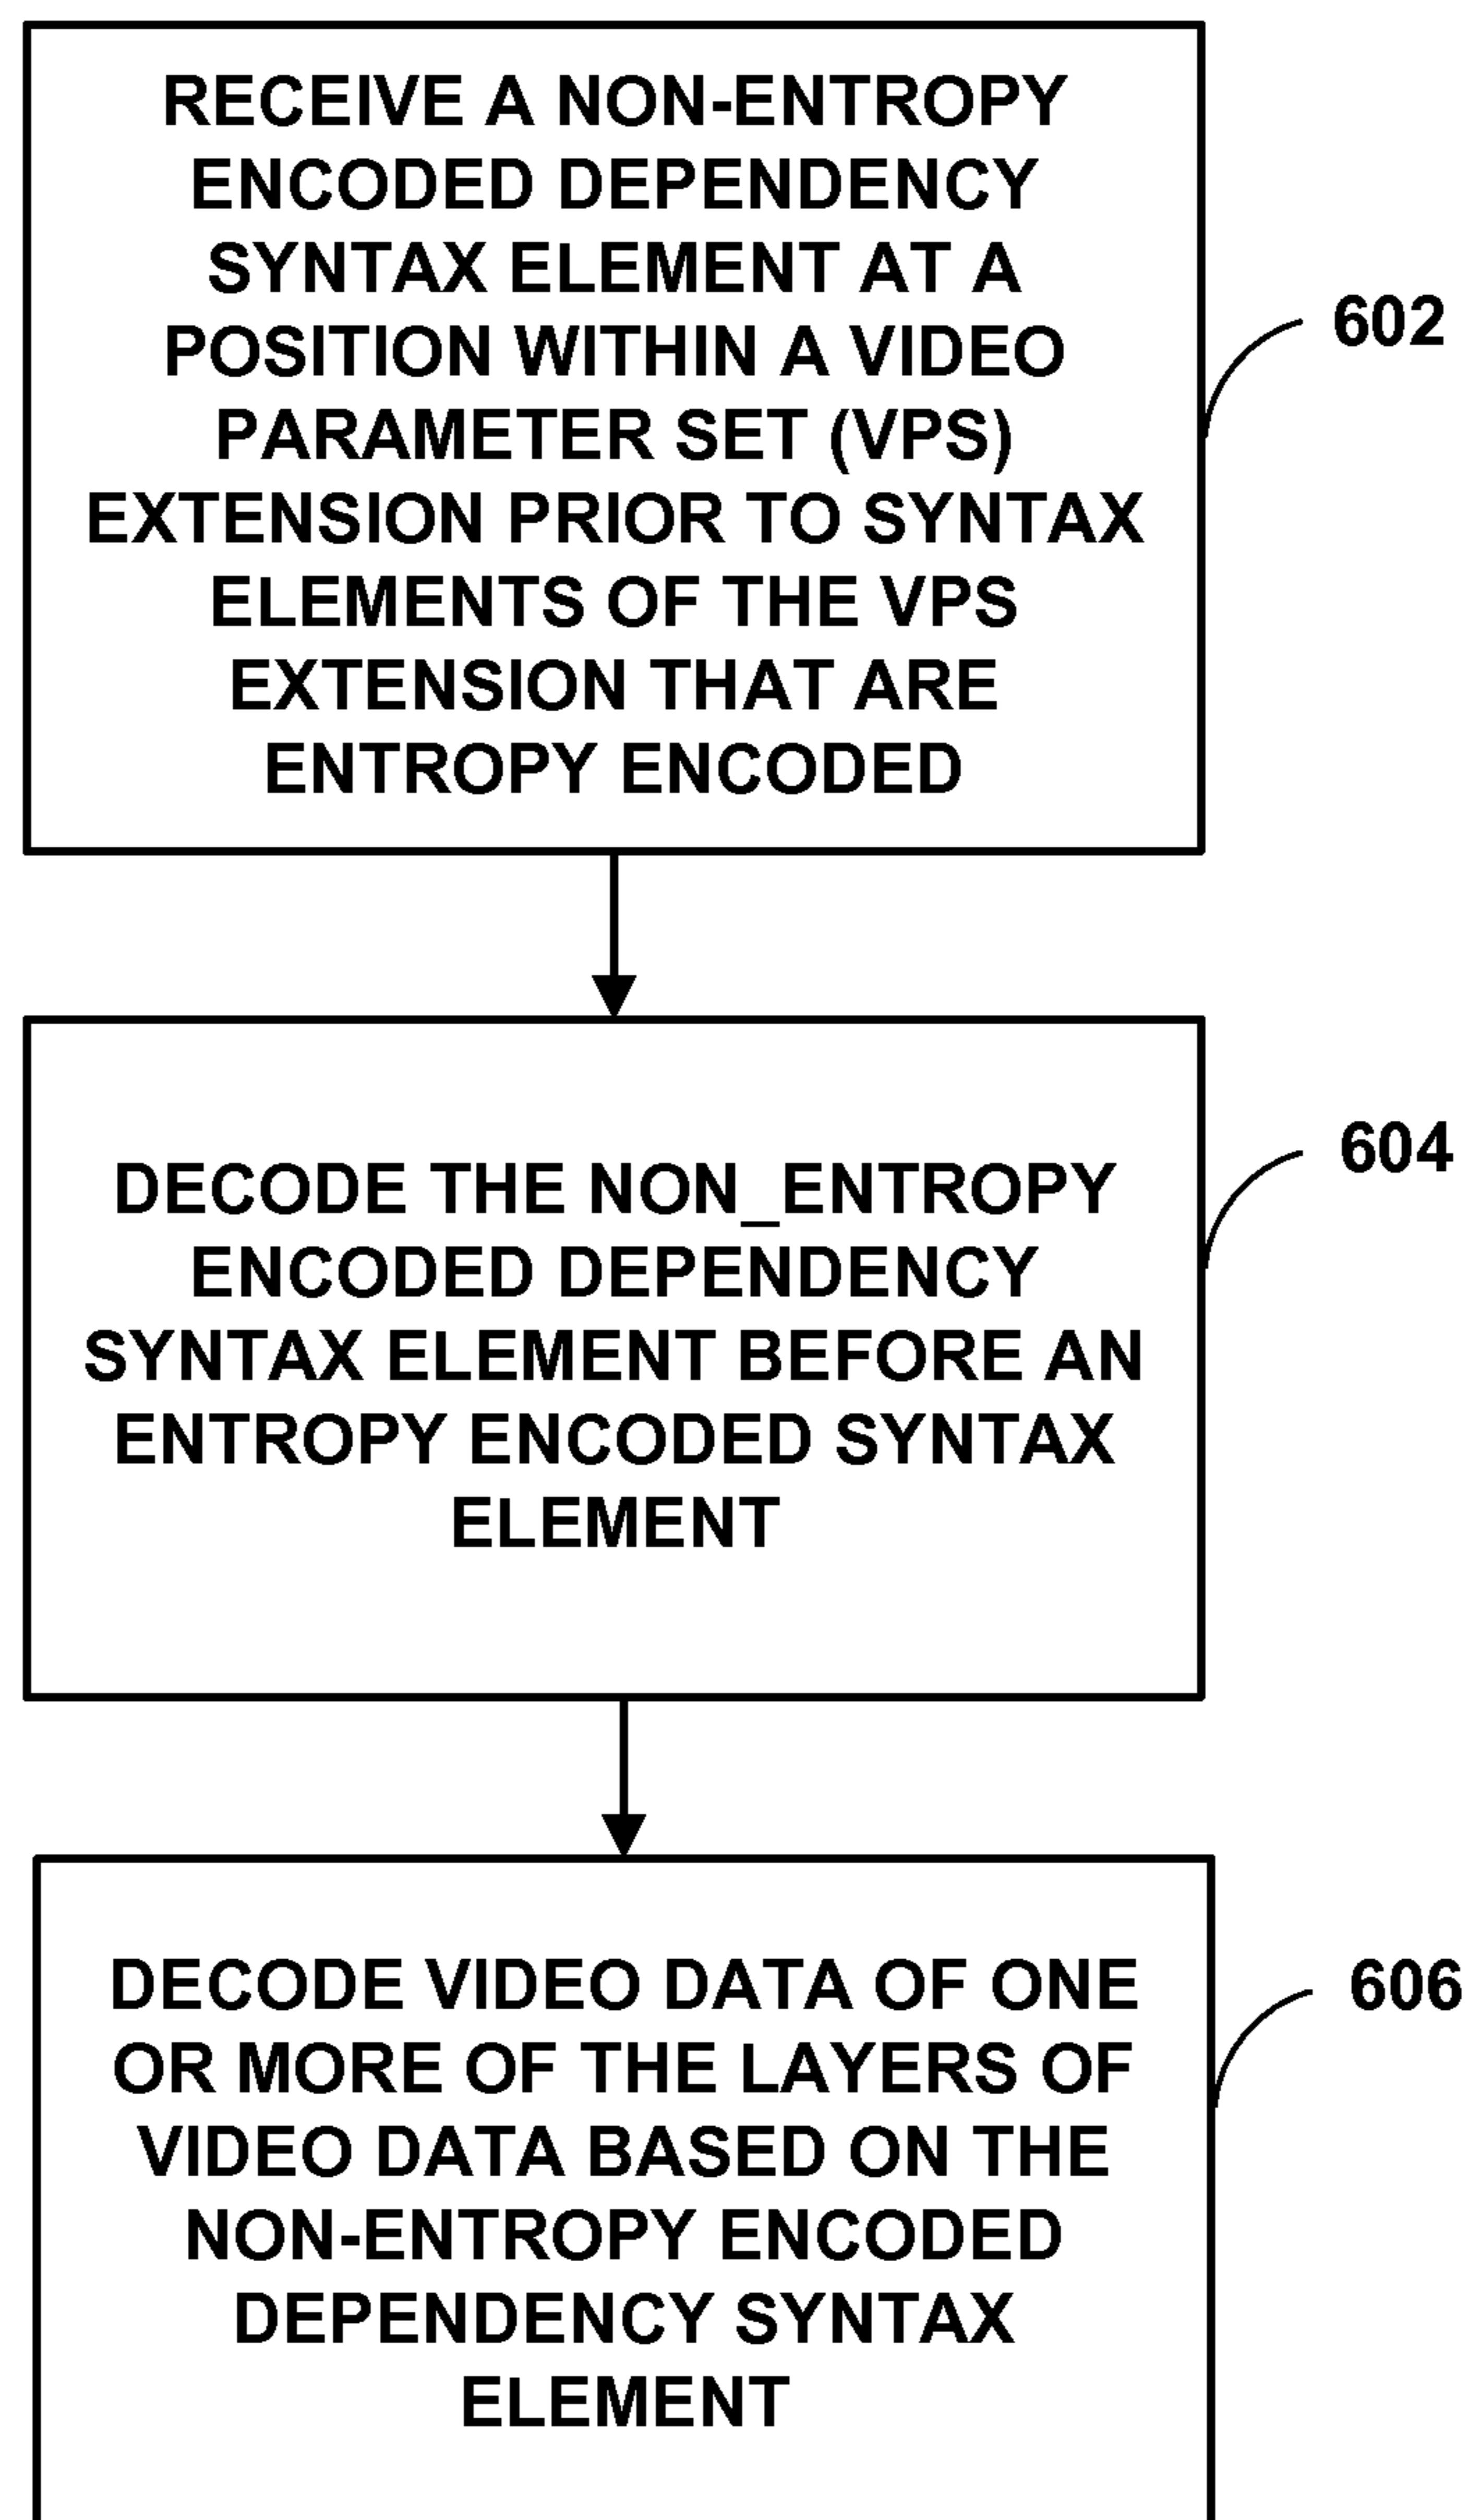 RECEIVE A NON-ENTROPY
ENCODED DEPENDENCY
SYNTAX ELEMENT AT A
POSITION WITHIN A VIDEO
PARAMETER SET (VPS)
EXTENSION PRIOR TO SYNTAX
ELEMENTS OF THE VPS
EXTENSION THAT ARE
ENTROPY ENCODED
602
DECODE THE NON_ENTROPY
ENCODED DEPENDENCY
SYNTAX ELEMENT BEFORE AN
ENTROPY ENCODED SYNTAX
ELEMENT
604
DECODE VIDEO DATA OF ONE
OR MORE OF THE LAYERS OF
VIDEO DATA BASED ON THE
NON-ENTROPY ENCODED
DEPENDENCY SYNTAX
ELEMENT
606